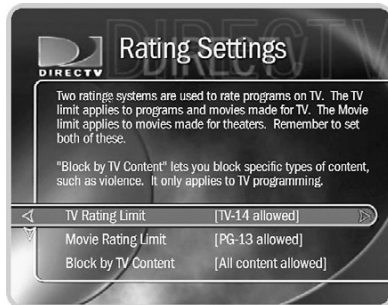 DIRECTV
Rating Settings
DIRECTV
Two ratings systems are used to rate programs on TV. The TV
limit applies to programs and movies made for TV. The Movie
limit applies to movies made for theaters. Remember to set
both of these.
"Block by TV Content" lets you block specific types of content,
such as violence. It only applies to TV programming.
TV Rating Limit [TV-14 allowed]
Movie Rating Limit [PG-13 allowed]
Block by TV Content [All content allowed]